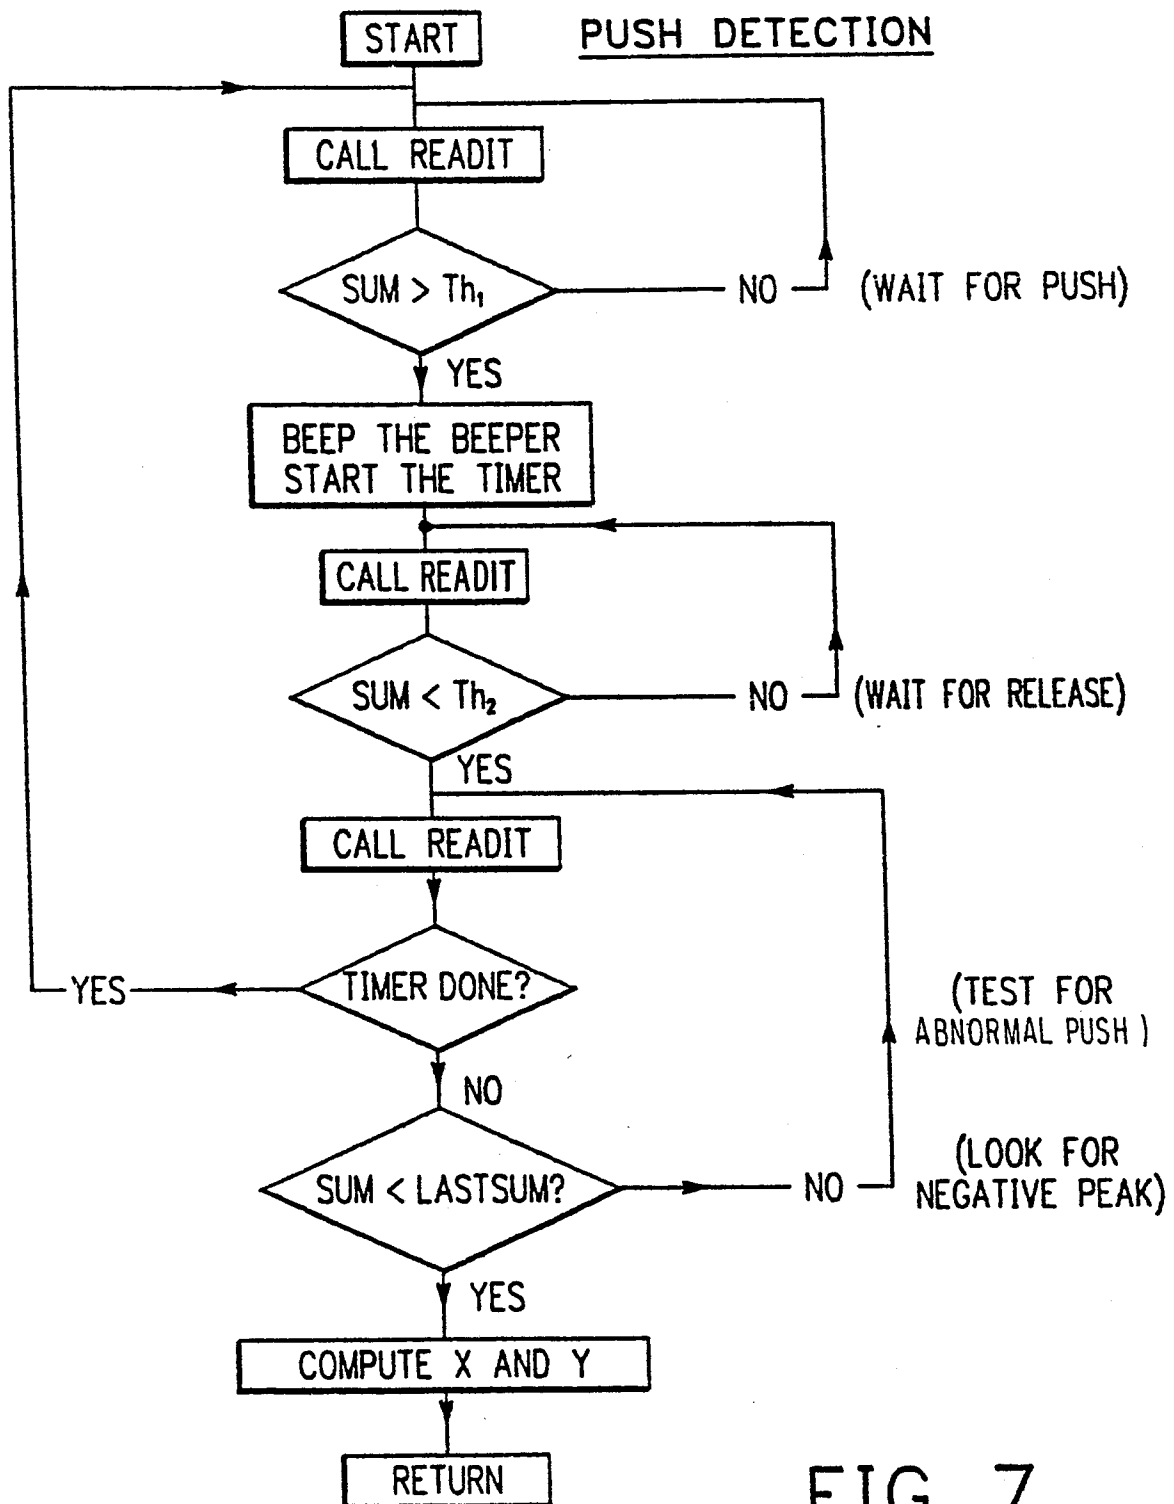 START
PUSH DETECTION
CALL READIT
SUM > Th₁
NO
(WAIT FOR PUSH)
YES
BEEP THE BEEPER
START THE TIMER
CALL READIT
SUM < Th₂
NO
(WAIT FOR RELEASE)
YES
CALL READIT
TIMER DONE?
YES
(TEST FOR
ABNORMAL PUSH )
NO
SUM < LASTSUM?
NO
(LOOK FOR
NEGATIVE PEAK)
YES
COMPUTE X AND Y
RETURN
FIG. 7